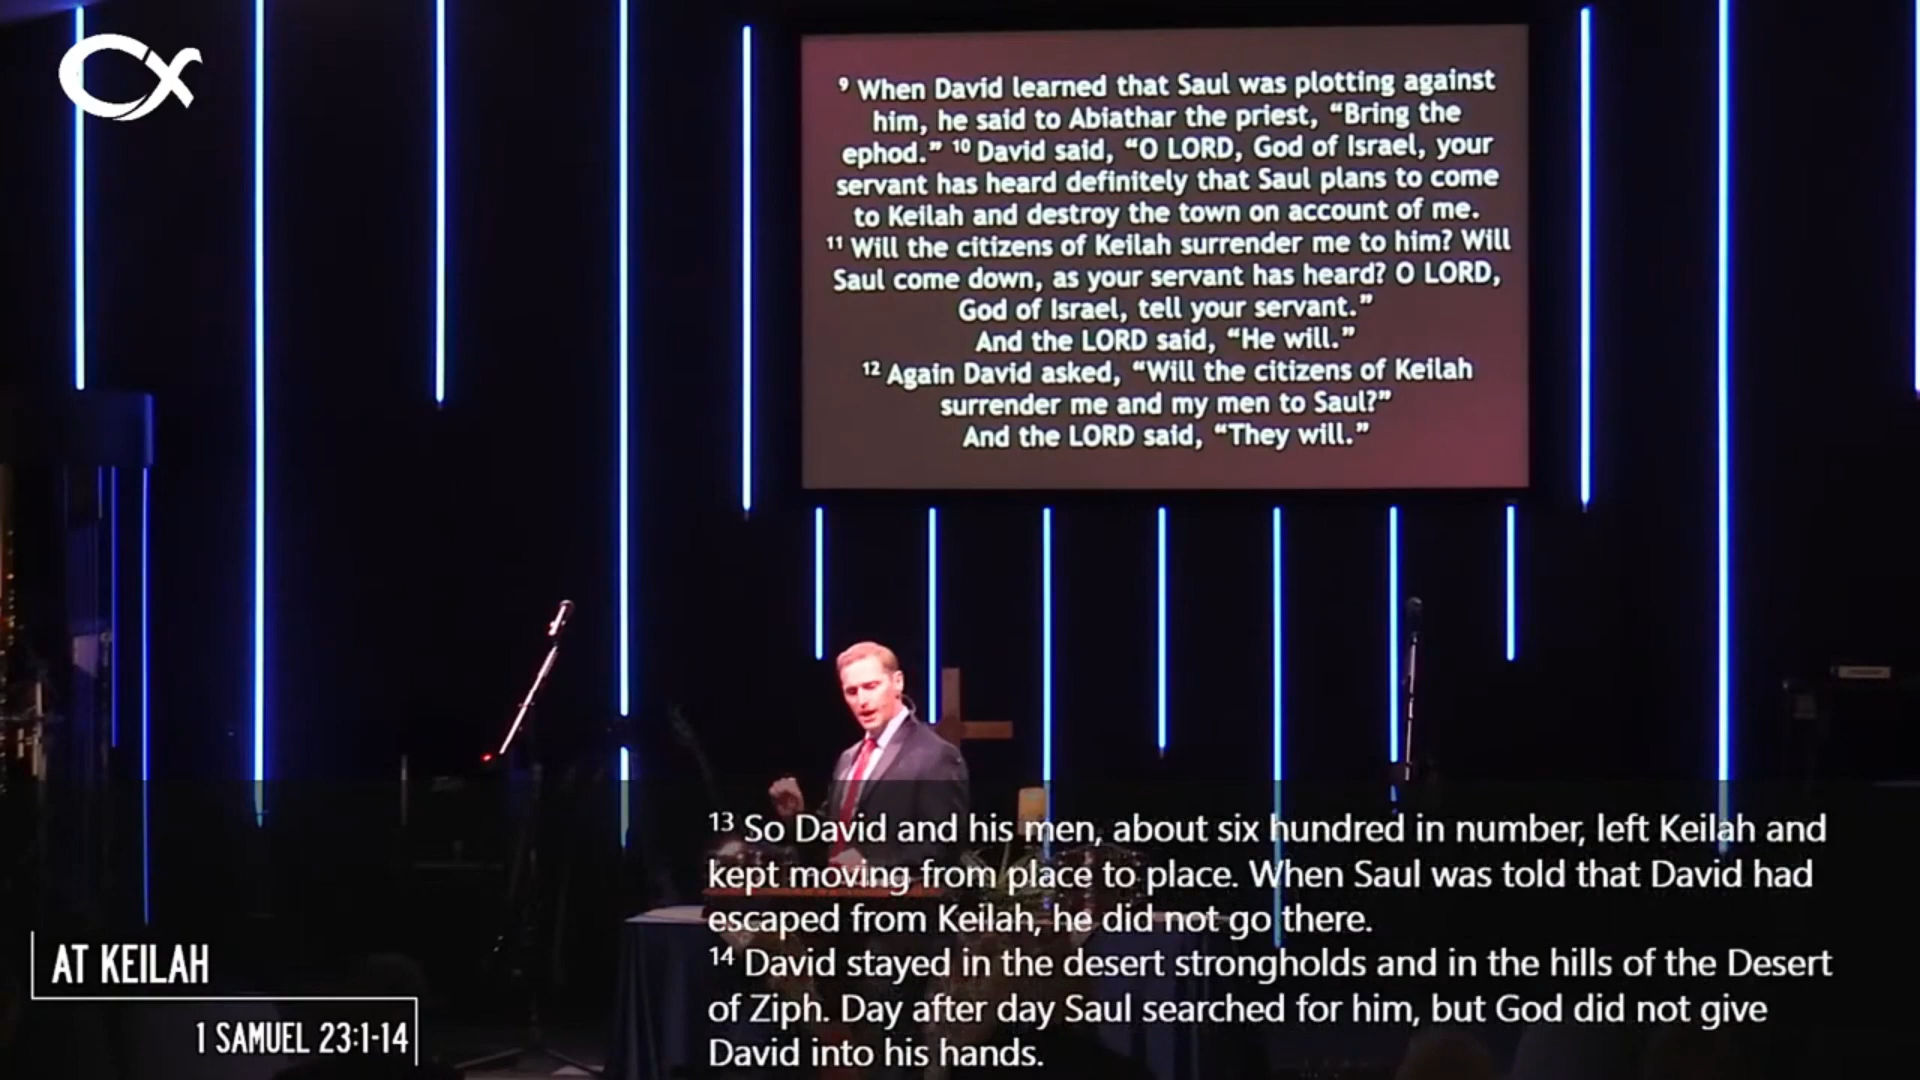 CX
⁹ When David learned that Saul was plotting against
him, he said to Abiathar the priest, “Bring the
ephod.” ¹⁰ David said, “O LORD, God of Israel, your
servant has heard definitely that Saul plans to come
to Keilah and destroy the town on account of me.
¹¹ Will the citizens of Keilah surrender me to him? Will
Saul come down, as your servant has heard? O LORD,
God of Israel, tell your servant.”
And the LORD said, “He will.”
¹² Again David asked, “Will the citizens of Keilah
surrender me and my men to Saul?”
And the LORD said, “They will.”
¹³ So David and his men, about six hundred in number, left Keilah and
kept moving from place to place. When Saul was told that David had
escaped from Keilah, he did not go there.
¹⁴ David stayed in the desert strongholds and in the hills of the Desert
of Ziph. Day after day Saul searched for him, but God did not give
David into his hands.
AT KEILAH
1 SAMUEL 23:1-14